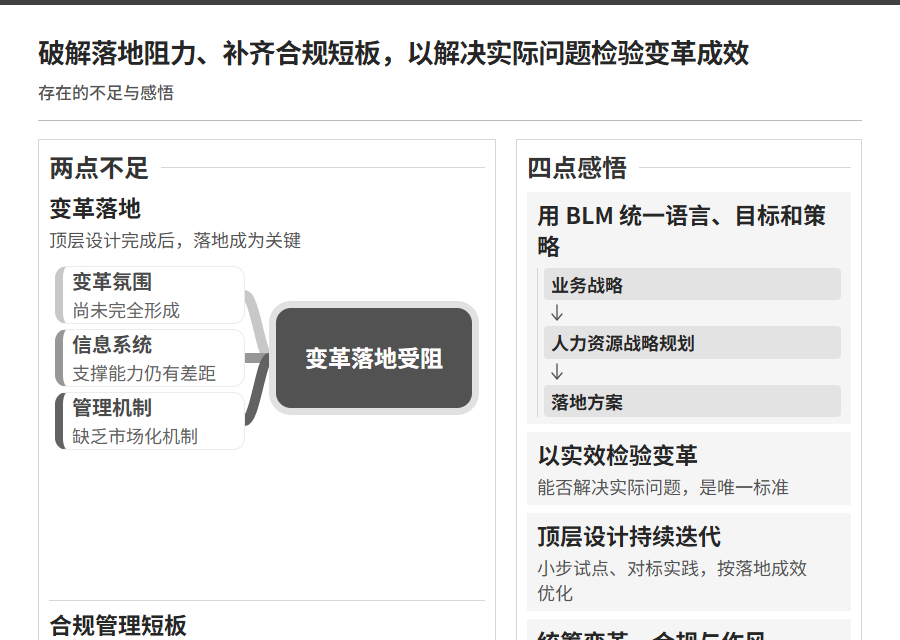 破解落地阻力、补齐合规短板，以解决实际问题检验变革成效
存在的不足与感悟
两点不足
变革落地
顶层设计完成后，落地成为关键
变革氛围
尚未完全形成
信息系统
支撑能力仍有差距
管理机制
缺乏市场化机制
变革落地受阻
合规管理短板
四点感悟
用 BLM 统一语言、目标和策
略
业务战略
↓
人力资源战略规划
↓
落地方案
以实效检验变革
能否解决实际问题，是唯一标准
顶层设计持续迭代
小步试点、对标实践，按落地成效
优化
统筹变革、合规与作风